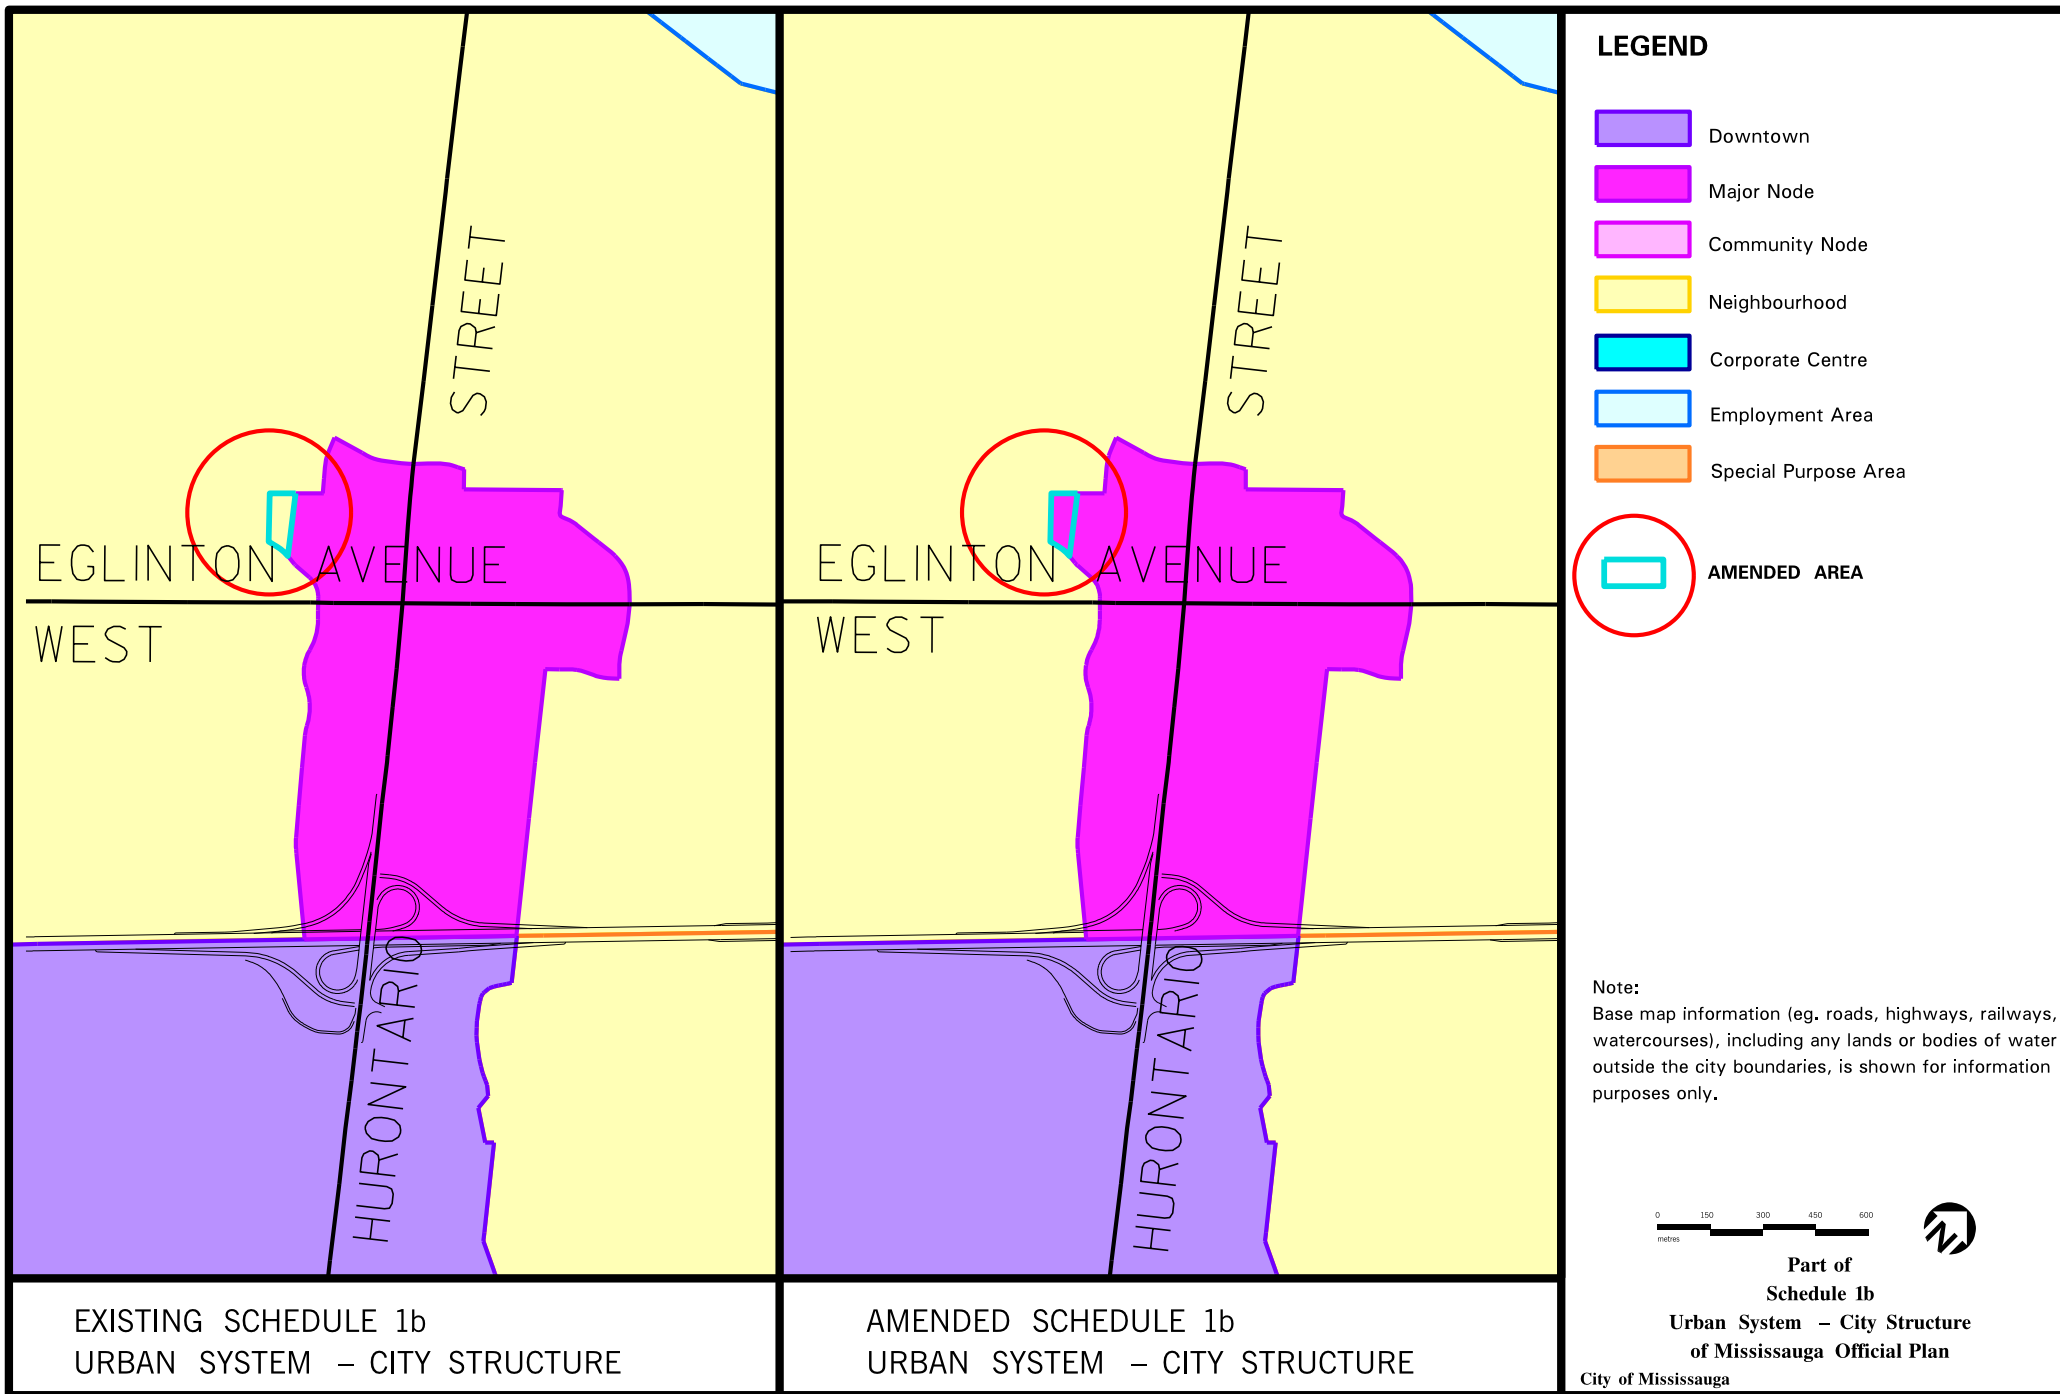 STREET
EGLINTON AVENUE
WEST
HURONTARIO
EXISTING SCHEDULE 1b
URBAN SYSTEM – CITY STRUCTURE
STREET
EGLINTON AVENUE
WEST
HURONTARIO
AMENDED SCHEDULE 1b
URBAN SYSTEM – CITY STRUCTURE
LEGEND
Downtown
Major Node
Community Node
Neighbourhood
Corporate Centre
Employment Area
Special Purpose Area
AMENDED AREA
Note:
Base map information (eg. roads, highways, railways,
watercourses), including any lands or bodies of water
outside the city boundaries, is shown for information
purposes only.
0 150 300 450 600
metres
N
Part of
Schedule 1b
Urban System – City Structure
of Mississauga Official Plan
City of Mississauga